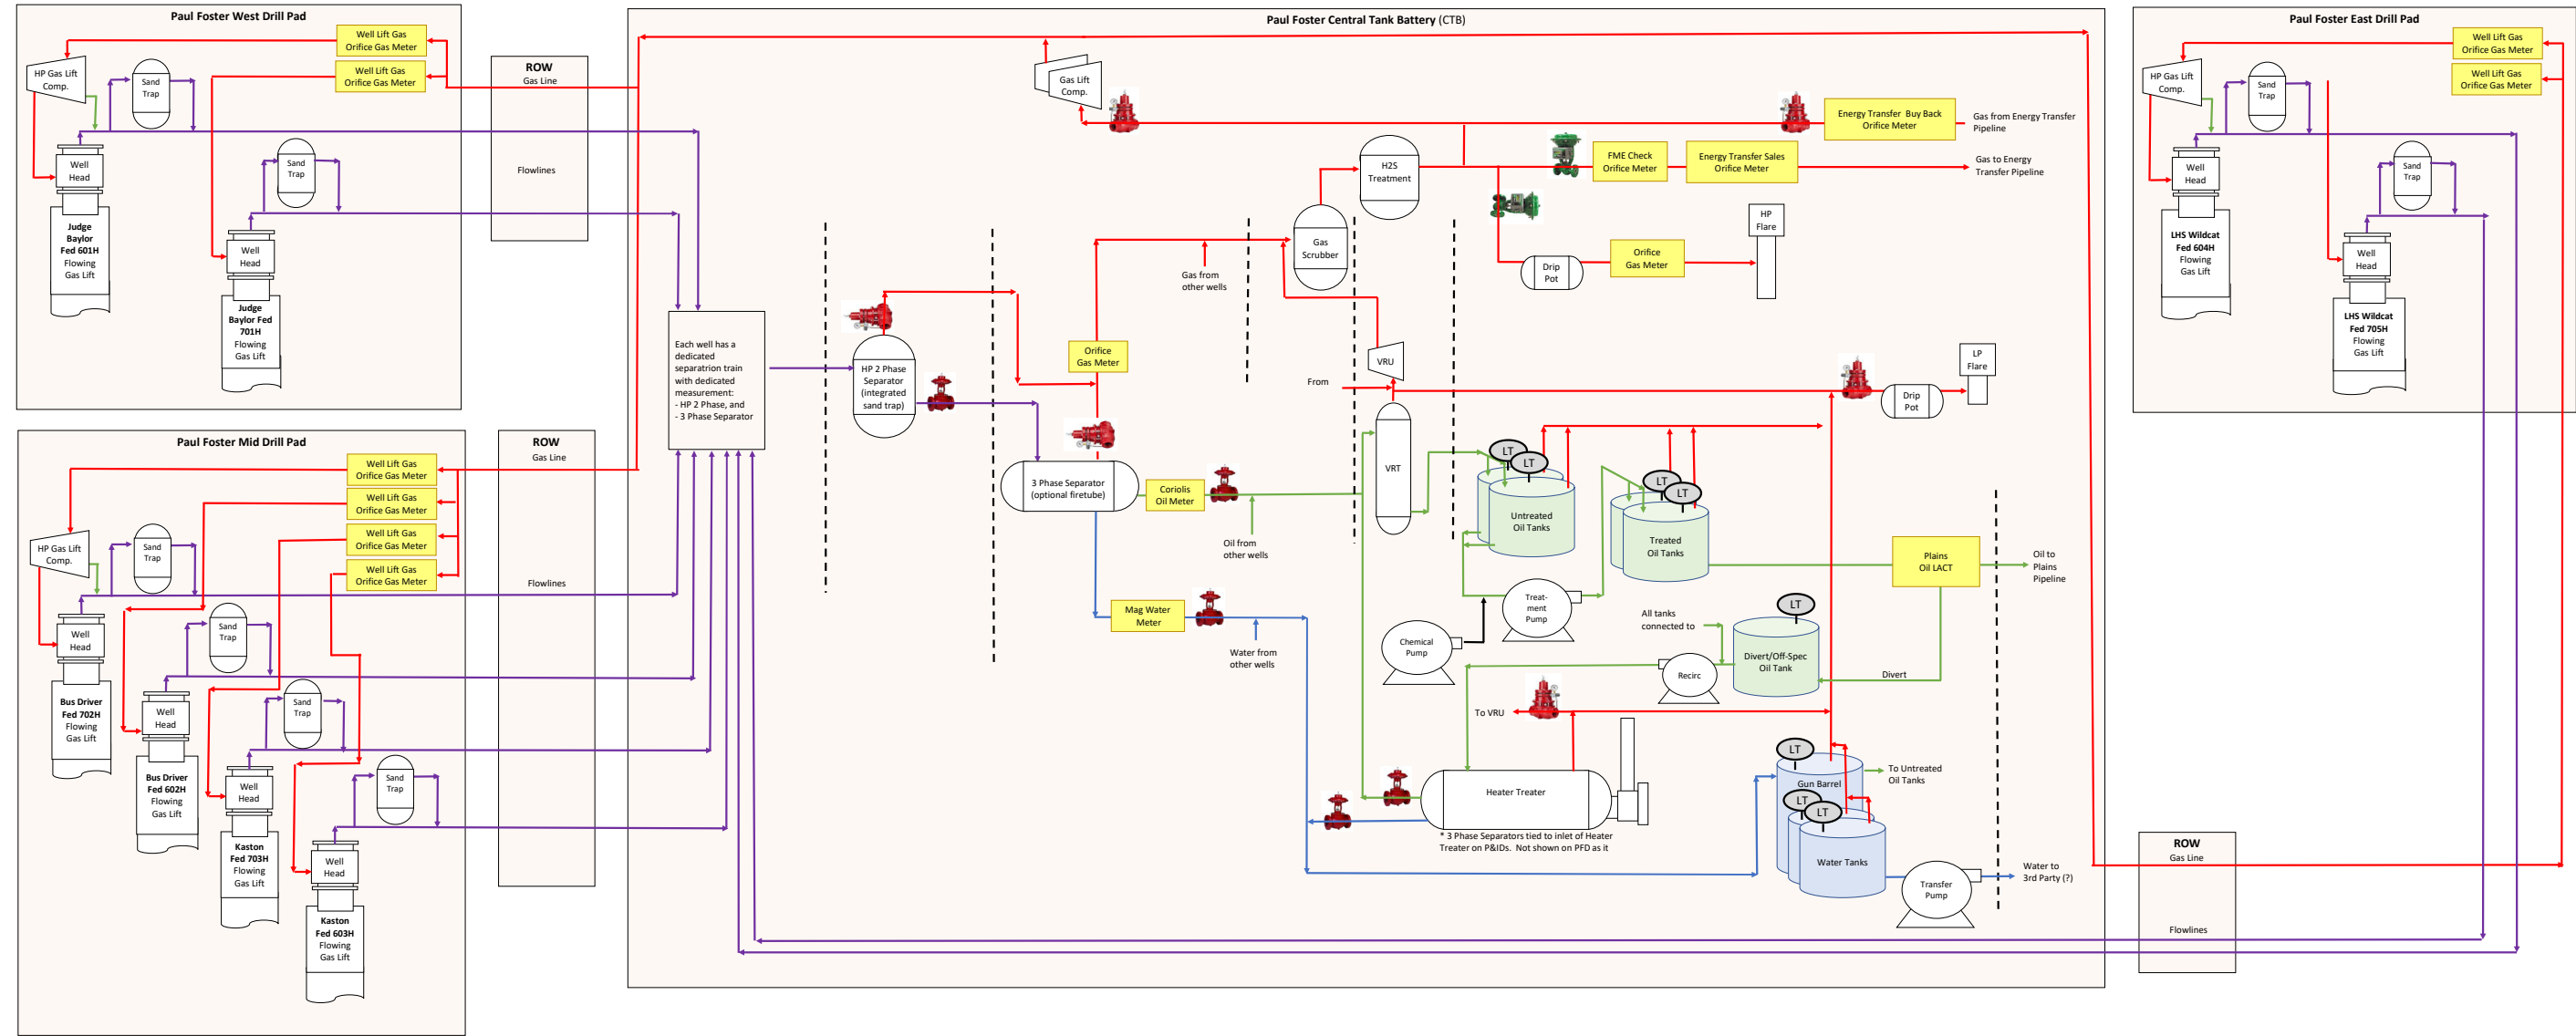 Paul Foster West Drill Pad
Well Lift Gas
Orifice Gas Meter
Well Lift Gas
Orifice Gas Meter
HP Gas Lift
Comp.
Sand
Trap
Sand
Trap
Well
Head
Well
Head
Judge
Baylor
Fed 601H
Flowing
Gas Lift
Judge
Baylor Fed
701H
Flowing
Gas Lift
ROW
Gas Line
Flowlines
Paul Foster Mid Drill Pad
Well Lift Gas
Orifice Gas Meter
Well Lift Gas
Orifice Gas Meter
Well Lift Gas
Orifice Gas Meter
Well Lift Gas
Orifice Gas Meter
HP Gas Lift
Comp.
Sand
Trap
Sand
Trap
Sand
Trap
Sand
Trap
Well
Head
Well
Head
Well
Head
Well
Head
Bus Driver
Fed 702H
Flowing
Gas Lift
Bus Driver
Fed 602H
Flowing
Gas Lift
Kaston
Fed 703H
Flowing
Gas Lift
Kaston
Fed 603H
Flowing
Gas Lift
ROW
Gas Line
Flowlines
Paul Foster Central Tank Battery (CTB)
Gas Lift
Comp.
Energy Transfer Buy Back
Orifice Meter
Gas from Energy Transfer
Pipeline
H2S
Treatment
FME Check
Orifice Meter
Energy Transfer Sales
Orifice Meter
Gas to Energy
Transfer Pipeline
Gas
Scrubber
HP
Flare
Drip
Pot
Orifice
Gas Meter
Gas from
other wells
Each well has a
dedicated
separatrion train
with dedicated
measurement:
- HP 2 Phase, and
- 3 Phase Separator
HP 2 Phase
Separator
(integrated
sand trap)
Orifice
Gas Meter
VRU
From
LP
Flare
Drip
Pot
3 Phase Separator
(optional firetube)
Coriolis
Oil Meter
VRT
Oil from
other wells
LT
LT
Untreated
Oil Tanks
LT
LT
Treated
Oil Tanks
Plains
Oil LACT
Oil to
Plains
Pipeline
Mag Water
Meter
Water from
other wells
Treat-
ment
Pump
Chemical
Pump
All tanks
connected to
LT
Divert/Off-Spec
Oil Tank
Recirc
Divert
To VRU
Heater Treater
* 3 Phase Separators tied to inlet of Heater
Treater on P&IDs. Not shown on PFD as it
LT
Gun Barrel
To Untreated
Oil Tanks
LT
LT
Water Tanks
Transfer
Pump
Water to
3rd Party (?)
Paul Foster East Drill Pad
Well Lift Gas
Orifice Gas Meter
Well Lift Gas
Orifice Gas Meter
HP Gas Lift
Comp.
Sand
Trap
Sand
Trap
Well
Head
Well
Head
LHS Wildcat
Fed 604H
Flowing
Gas Lift
LHS Wildcat
Fed 705H
Flowing
Gas Lift
ROW
Gas Line
Flowlines